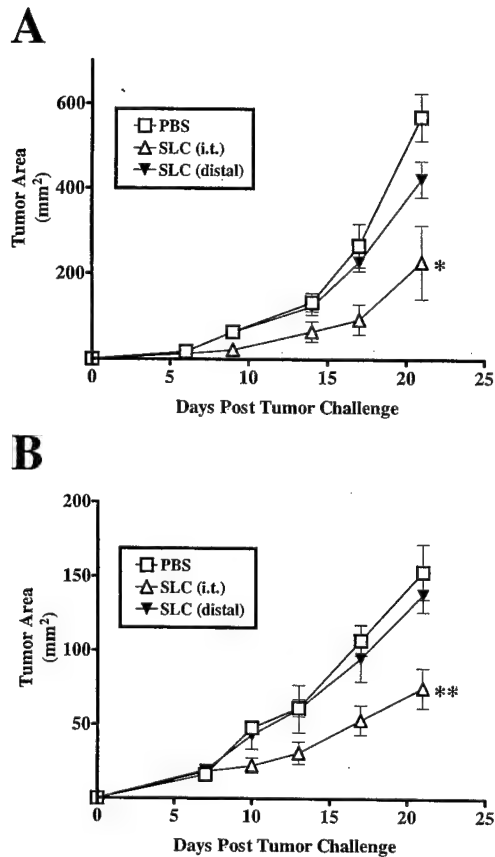 A
600
400
200
Tumor Area
(mm²)
PBS
SLC (i.t.)
SLC (distal)
*
0
5
10
15
20
25
Days Post Tumor Challenge
B
200
150
100
50
Tumor Area
(mm²)
PBS
SLC (i.t.)
SLC (distal)
**
0
5
10
15
20
25
Days Post Tumor Challenge